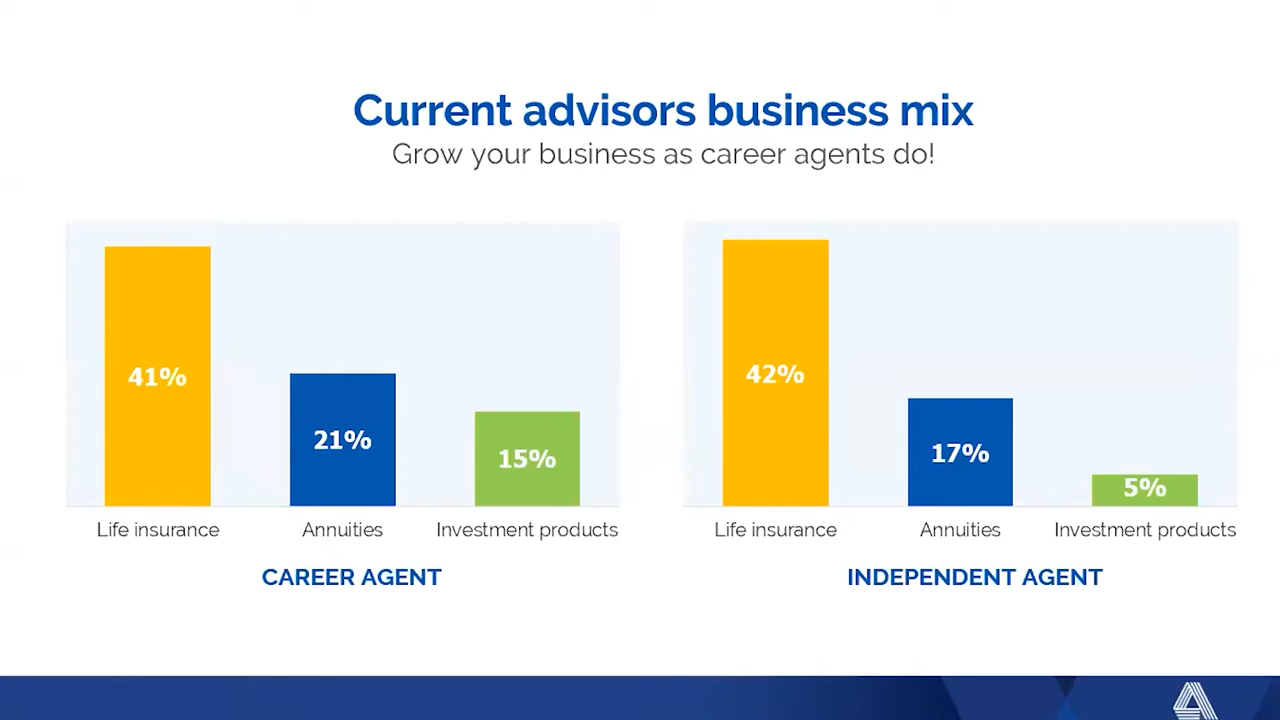 Current advisors business mix
Grow your business as career agents do!
41%
21%
15%
Life insurance
Annuities
Investment products
CAREER AGENT
42%
17%
5%
Life insurance
Annuities
Investment products
INDEPENDENT AGENT